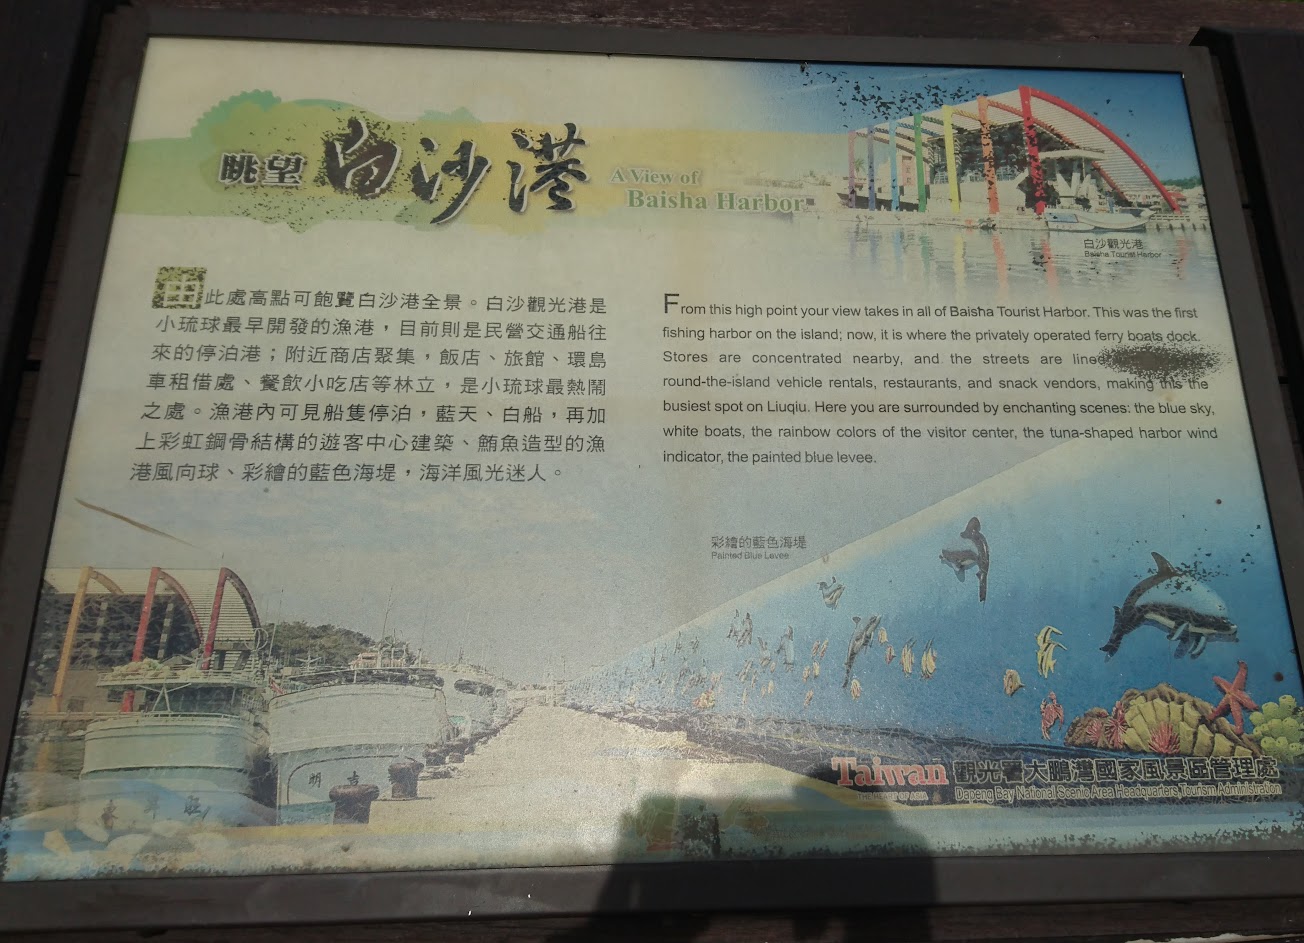 眺望 白沙港
A View of
Baisha Harbor
白沙觀光港
Baisha Tourist Harbor
由此處高點可飽覽白沙港全景。白沙觀光港是
小琉球最早開發的漁港，目前則是民營交通船往
來的停泊港；附近商店聚集，飯店、旅館、環島
車租借處、餐飲小吃店等林立，是小琉球最熱鬧
之處。漁港內可見船隻停泊，藍天、白船，再加
上彩虹鋼骨結構的遊客中心建築、鮪魚造型的漁
港風向球、彩繪的藍色海堤，海洋風光迷人。
From this high point your view takes in all of Baisha Tourist Harbor. This was the first
fishing harbor on the island; now, it is where the privately operated ferry boats dock.
Stores are concentrated nearby, and the streets are lined
round-the-island vehicle rentals, restaurants, and snack vendors, making this the
busiest spot on Liuqiu. Here you are surrounded by enchanting scenes: the blue sky,
white boats, the rainbow colors of the visitor center, the tuna-shaped harbor wind
indicator, the painted blue levee.
彩繪的藍色海堤
Painted Blue Levee
明吉
Taiwan
THE HEART OF ASIA
觀光署大鵬灣國家風景區管理處
Dapeng Bay National Scenic Area Headquarters, Tourism Administration